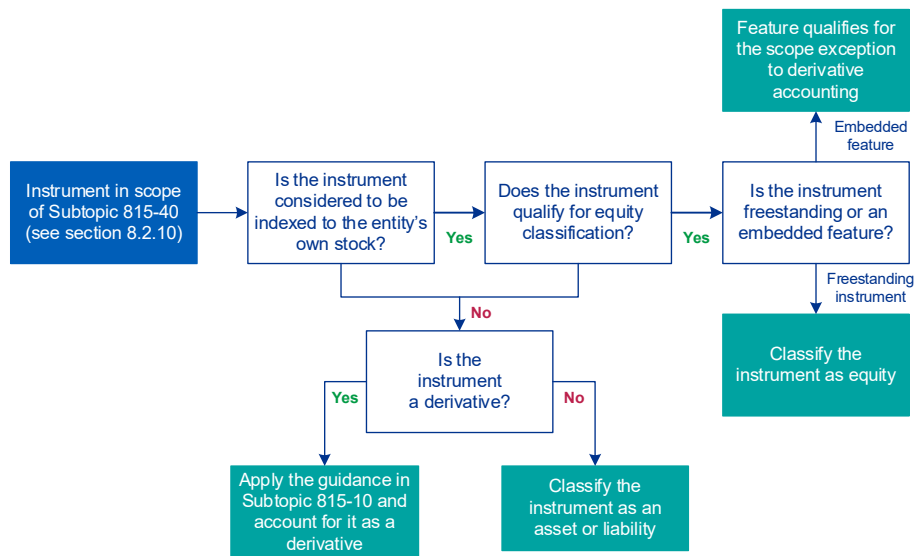 Feature qualifies for
the scope exception
to derivative
accounting
Embedded
feature
Instrument in scope
of Subtopic 815-40
(see section 8.2.10)
Is the instrument
considered to be
indexed to the entity's
own stock?
Yes
Does the instrument
qualify for equity
classification?
Yes
Is the instrument
freestanding or an
embedded feature?
Freestanding
instrument
No
Classify the
instrument as equity
Is the
instrument
a derivative?
Yes
No
Apply the guidance in
Subtopic 815-10 and
account for it as a
derivative
Classify the
instrument as an
asset or liability